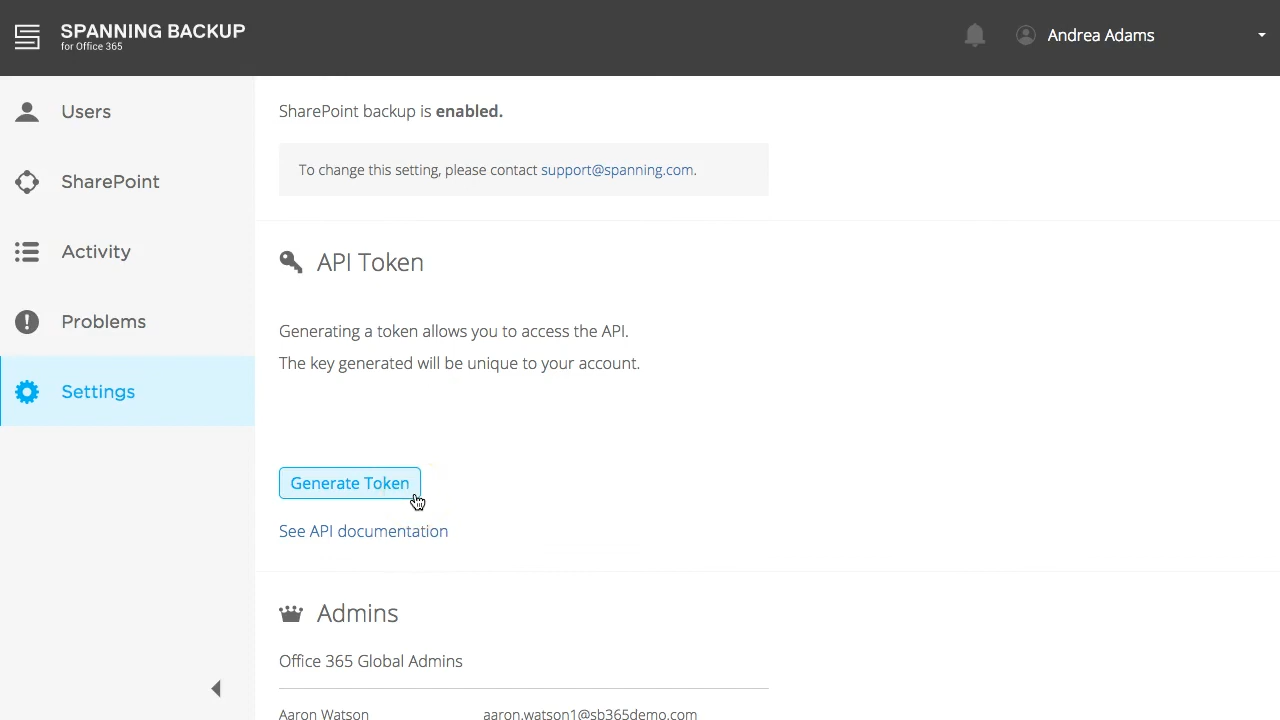 SPANNING BACKUP
for Office 365
Andrea Adams
Users
SharePoint
Activity
Problems
Settings
SharePoint backup is enabled.
To change this setting, please contact support@spanning.com.
API Token
Generating a token allows you to access the API.
The key generated will be unique to your account.
Generate Token
See API documentation
Admins
Office 365 Global Admins
Aaron Watson aaron.watson1@sb365demo.com